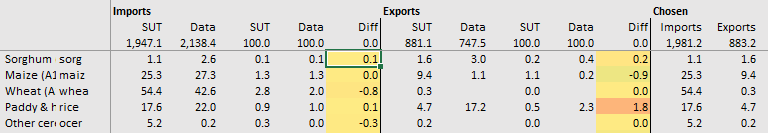 Imports Exports Chosen
SUT Data SUT Data Diff SUT Data SUT Data Diff Imports Exports
1,947.1 2,138.4 100.0 100.0 0.0 881.1 747.5 100.0 100.0 0.0 1,981.2 883.2
Sorghum sorg 1.1 2.6 0.1 0.1 0.1 1.6 3.0 0.2 0.4 0.2 1.1 1.6
Maize (A1 maiz 25.3 27.3 1.3 1.3 0.0 9.4 1.1 1.1 0.2 -0.9 25.3 9.4
Wheat (A whea 54.4 42.6 2.8 2.0 -0.8 0.3 0.0 0.0 54.4 0.3
Paddy & r rice 17.6 22.0 0.9 1.0 0.1 4.7 17.2 0.5 2.3 1.8 17.6 4.7
Other cer ocer 5.2 0.2 0.3 0.0 -0.3 0.2 0.0 0.0 5.2 0.2